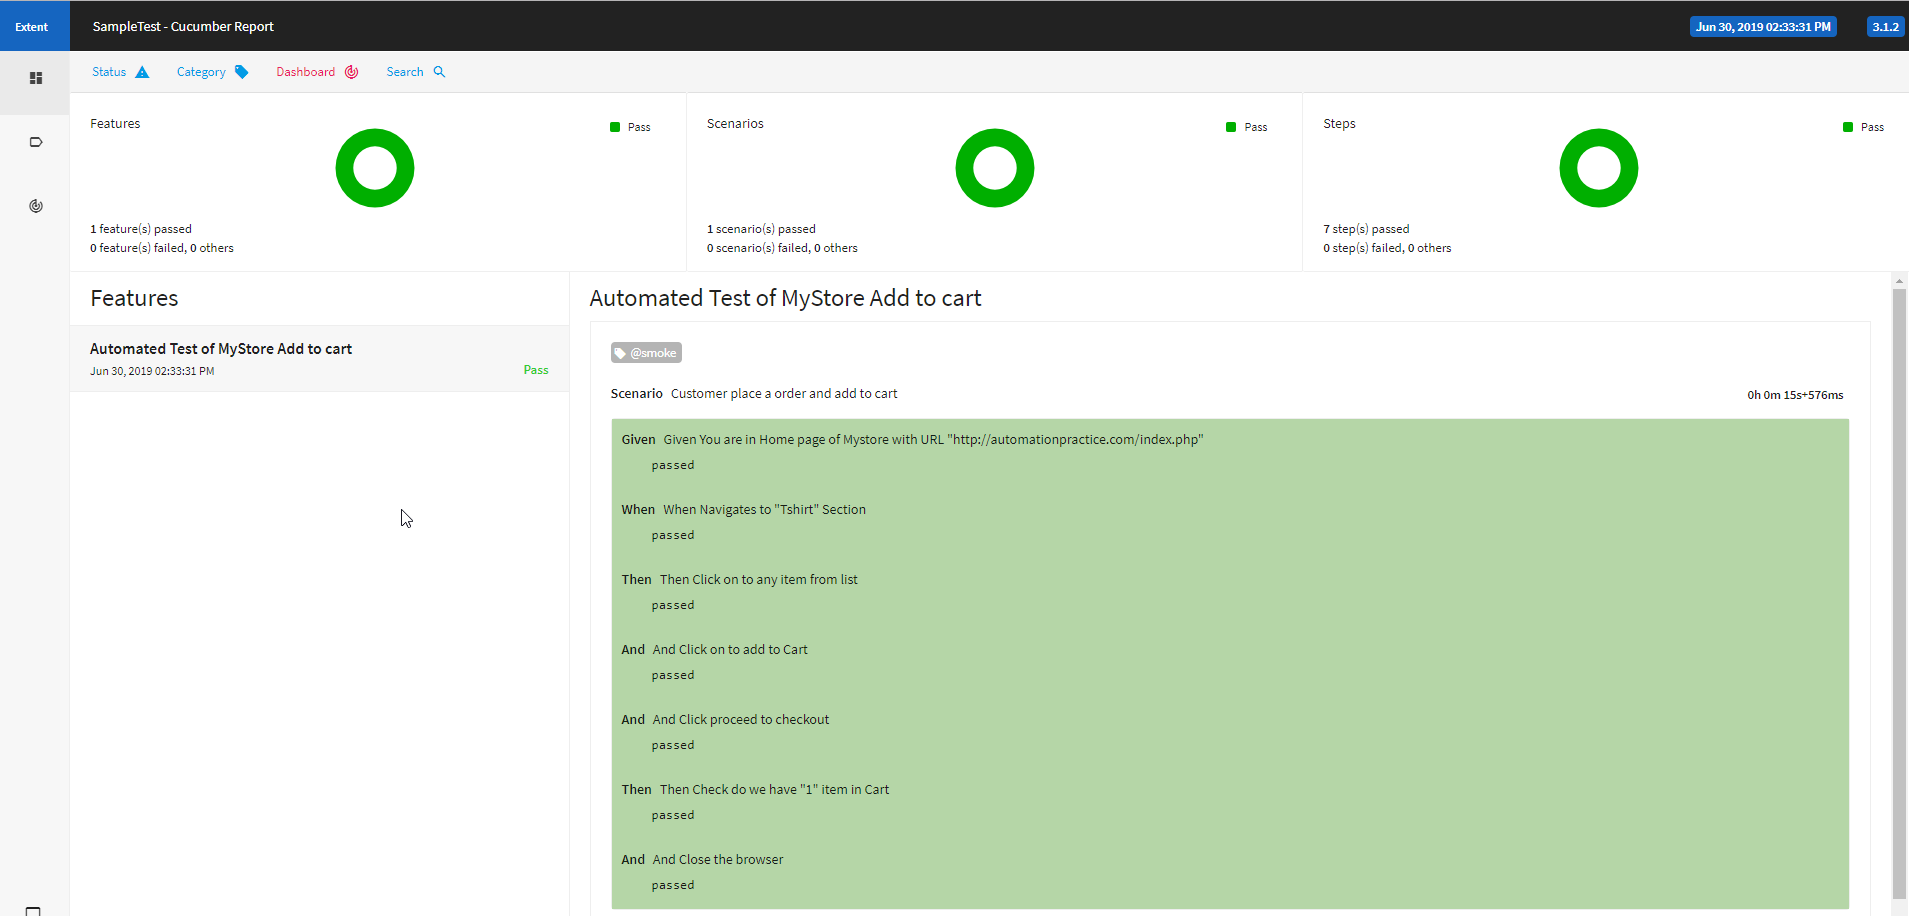 Extent
SampleTest - Cucumber Report
Jun 30, 2019 02:33:31 PM
3.1.2
Status
Category
Dashboard
Search
Features
Pass
1 feature(s) passed
0 feature(s) failed, 0 others
Scenarios
Pass
1 scenario(s) passed
0 scenario(s) failed, 0 others
Steps
Pass
7 step(s) passed
0 step(s) failed, 0 others
Features
Automated Test of MyStore Add to cart
Jun 30, 2019 02:33:31 PM
Pass
Automated Test of MyStore Add to cart
@smoke
Scenario Customer place a order and add to cart
0h 0m 15s+576ms
Given Given You are in Home page of Mystore with URL "http://automationpractice.com/index.php"
passed
When When Navigates to "Tshirt" Section
passed
Then Then Click on to any item from list
passed
And And Click on to add to Cart
passed
And And Click proceed to checkout
passed
Then Then Check do we have "1" item in Cart
passed
And And Close the browser
passed